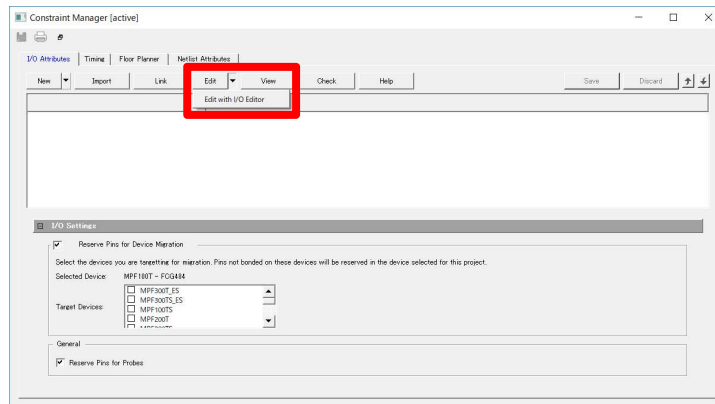 Constraint Manager [active]
I/O Attributes Timing Floor Planner Netlist Attributes
New Import Link Edit View Check Help Save Discard
Edit with I/O Editor
I/O Settings
Reserve Pins for Device Migration
Select the devices you are targetting for migration. Pins not bonded on these devices will be reserved in the device selected for this project.
Selected Device: MPF100T - FCG484
MPF300T_ES
MPF300TS_ES
Target Devices: MPF100TS
MPF200T
General
Reserve Pins for Probes